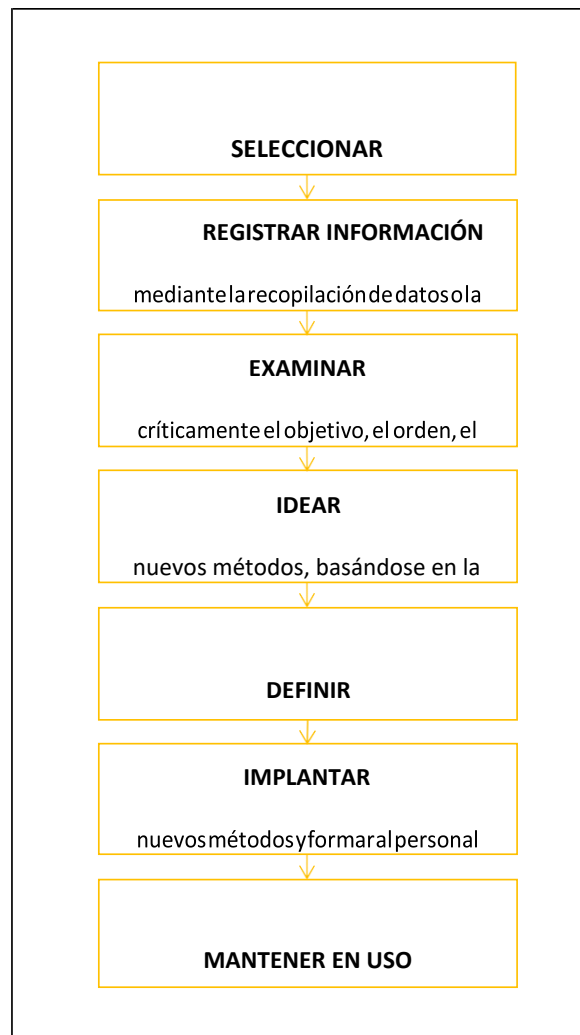 SELECCIONAR
REGISTRAR INFORMACIÓN
mediante la recopilación de datos o la
EXAMINAR
críticamente el objetivo, el orden, el
IDEAR
nuevos métodos, basándose en la
DEFINIR
IMPLANTAR
nuevos métodos y formar al personal
MANTENER EN USO